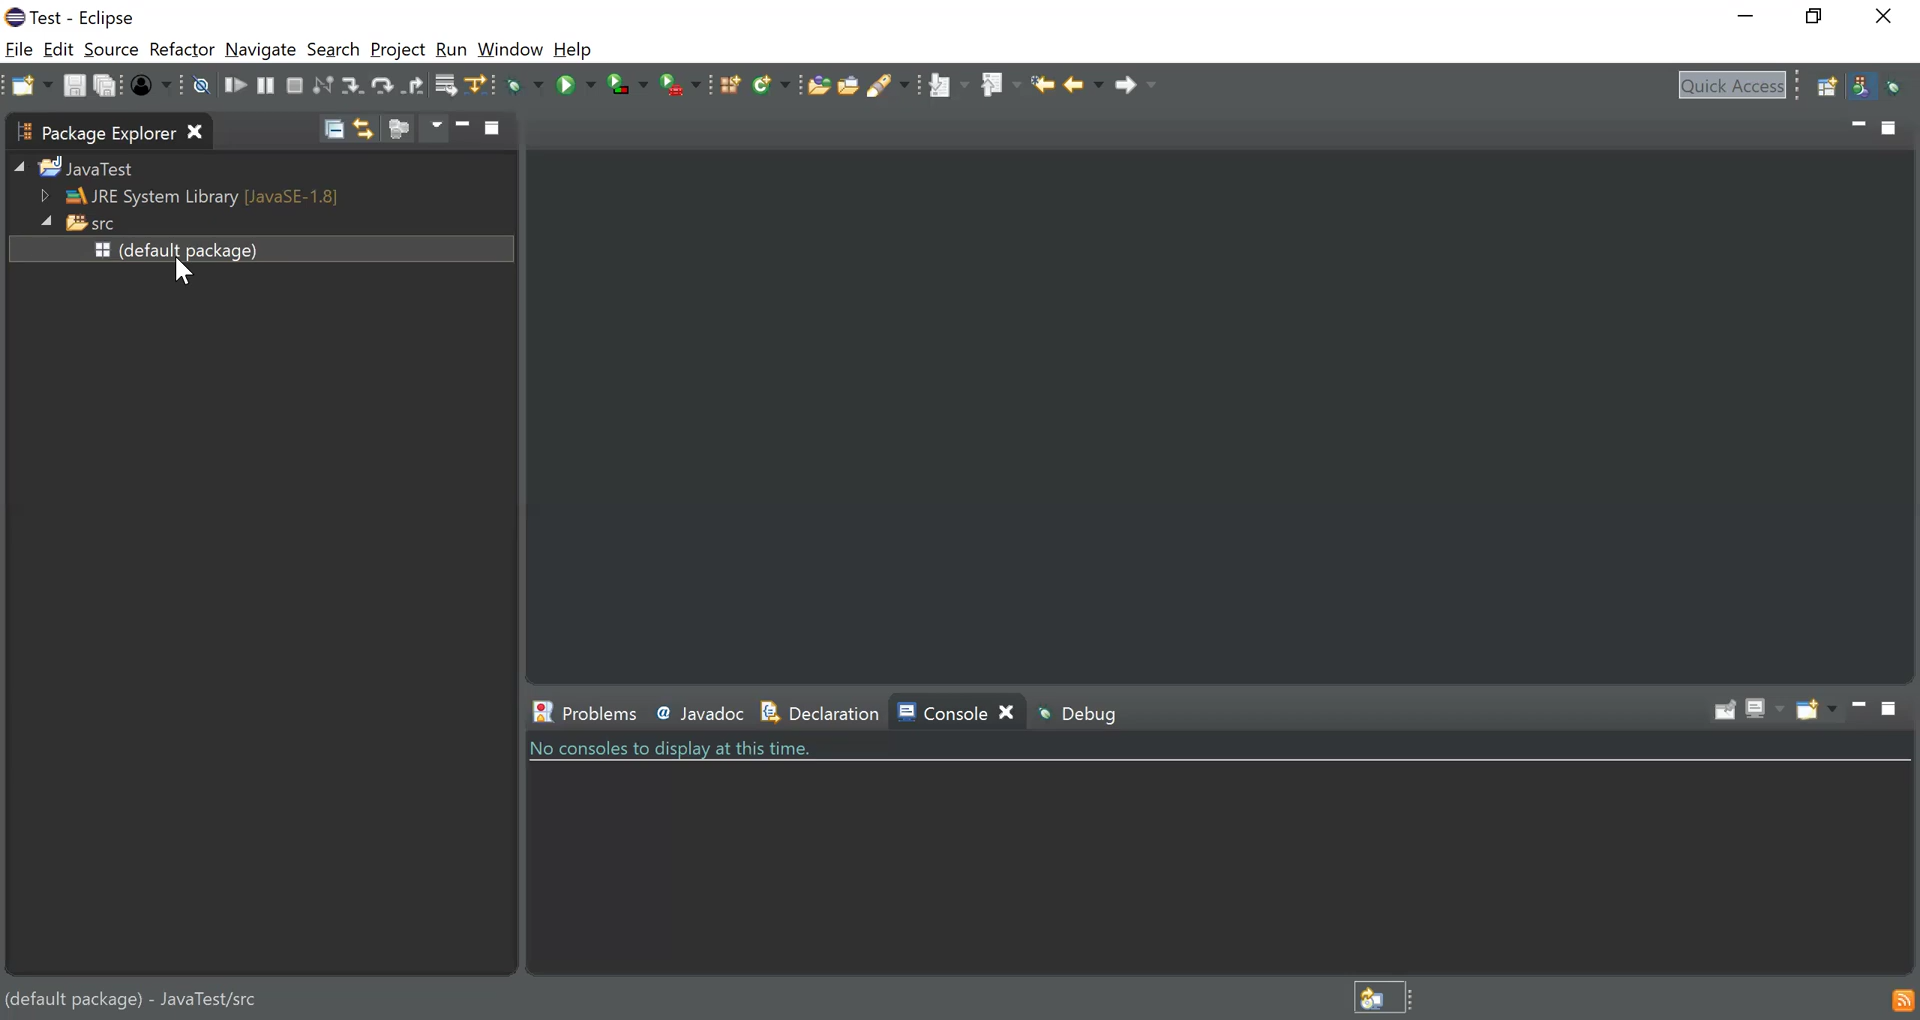 Test - Eclipse
File Edit Source Refactor Navigate Search Project Run Window Help
Quick Access
Package Explorer
JavaTest
JRE System Library [JavaSE-1.8]
src
(default package)
Problems @ Javadoc Declaration Console Debug
No consoles to display at this time.
(default package) - JavaTest/src